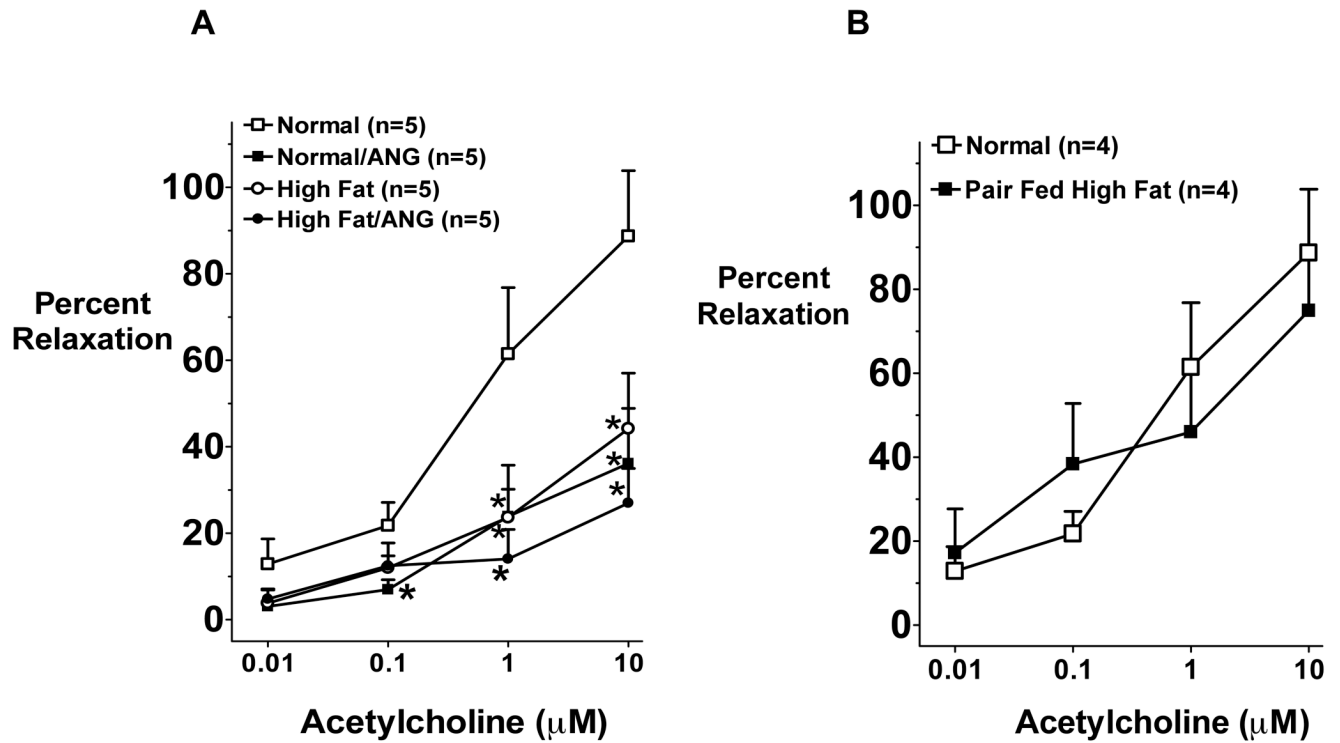 A
Normal (n=5)
Normal/ANG (n=5)
High Fat (n=5)
High Fat/ANG (n=5)
100
80
60
40
20
0
Percent
Relaxation
*
*
*
*
*
*
*
0.01 0.1 1 10
Acetylcholine (μM)
B
Normal (n=4)
Pair Fed High Fat (n=4)
100
80
60
40
20
0
Percent
Relaxation
0.01 0.1 1 10
Acetylcholine (μM)